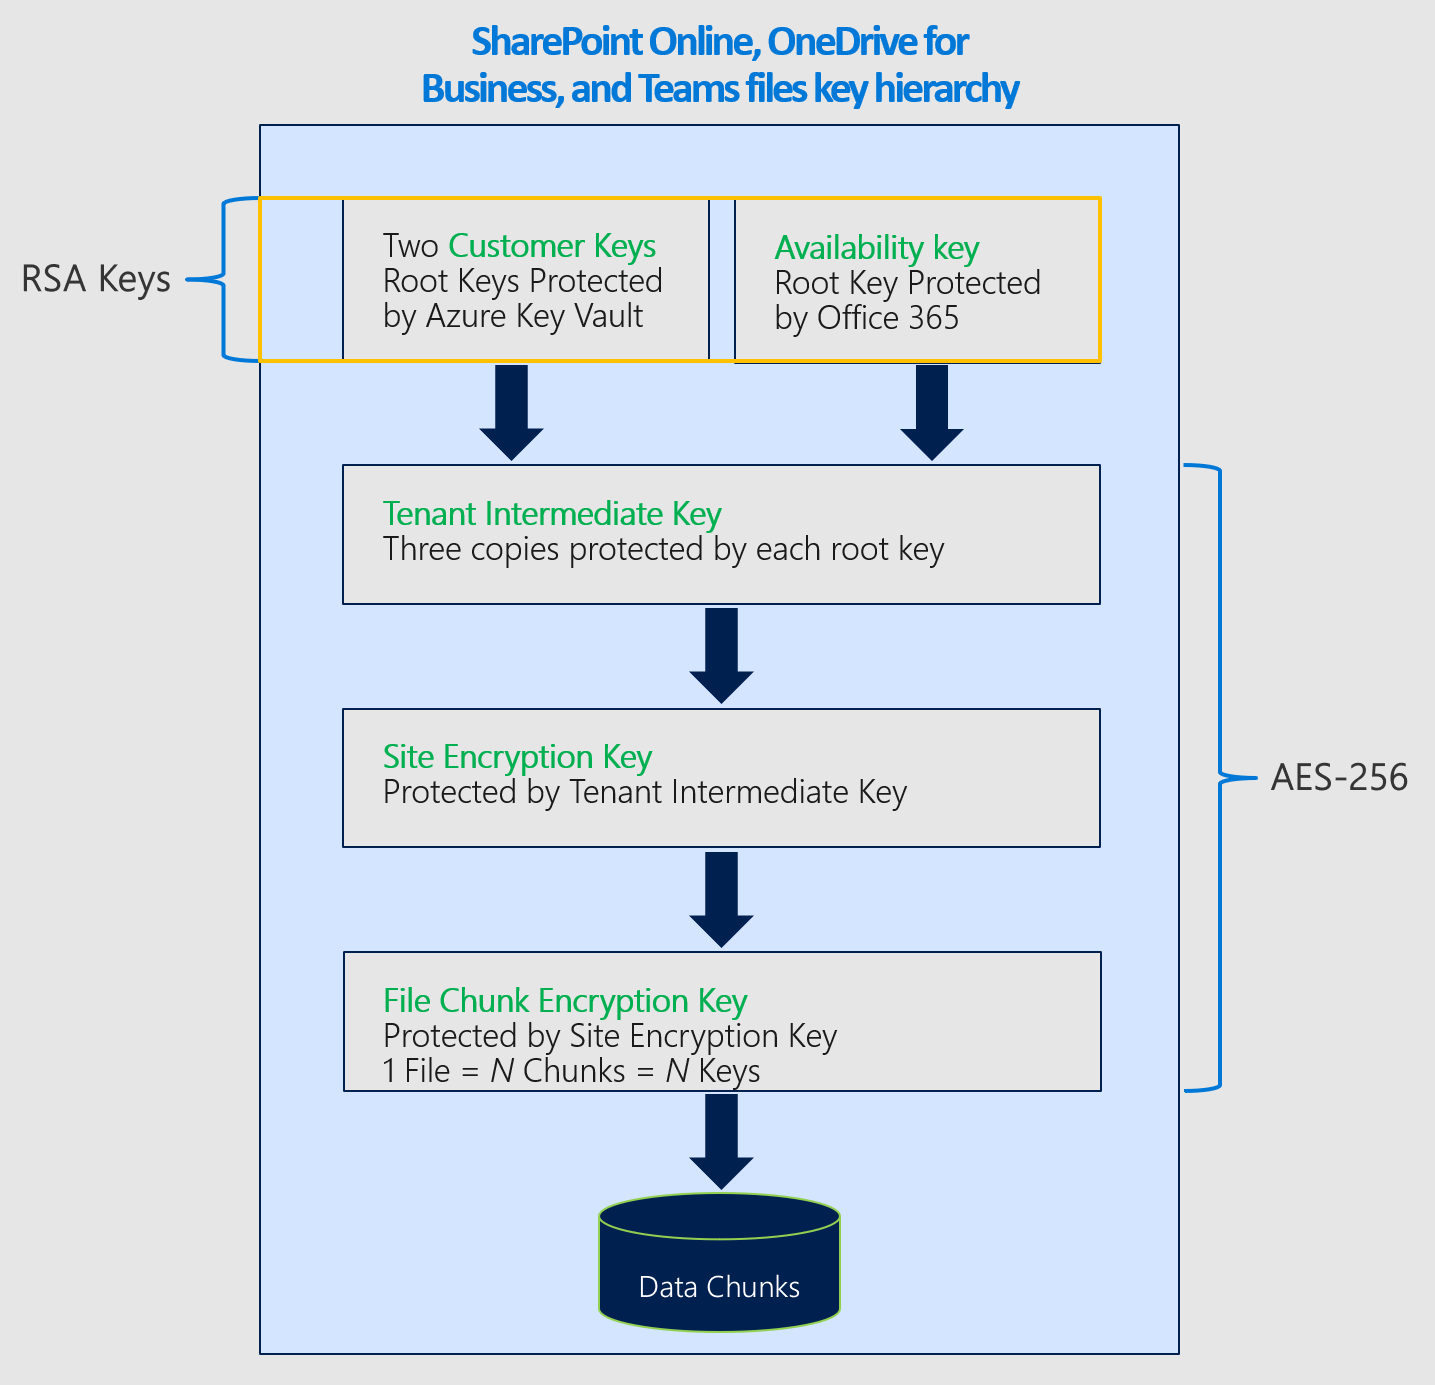 SharePoint Online, OneDrive for
Business, and Teams files key hierarchy
RSA Keys
Two Customer Keys
Root Keys Protected
by Azure Key Vault
Availability key
Root Key Protected
by Office 365
Tenant Intermediate Key
Three copies protected by each root key
Site Encryption Key
Protected by Tenant Intermediate Key
AES-256
File Chunk Encryption Key
Protected by Site Encryption Key
1 File = N Chunks = N Keys
Data Chunks